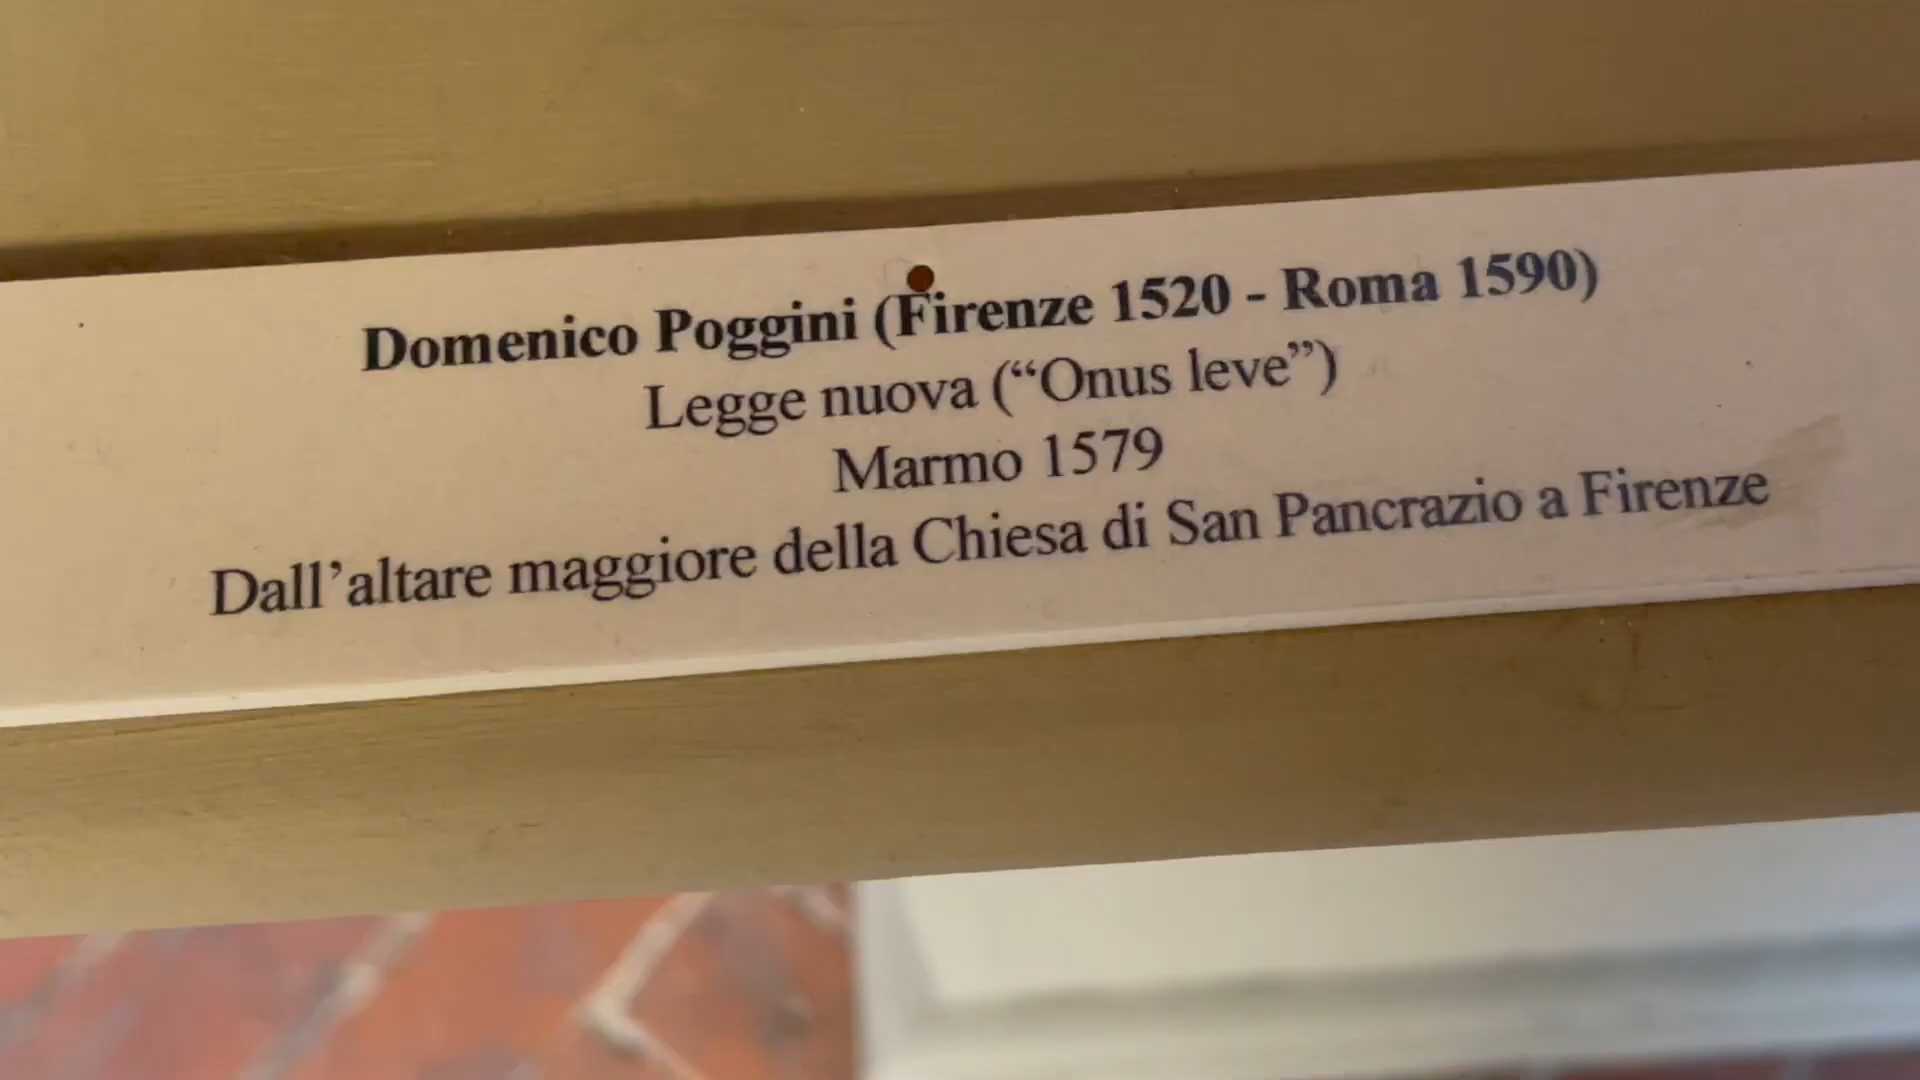 Domenico Poggini (Firenze 1520 - Roma 1590)
Legge nuova (“Onus leve”)
Marmo 1579
Dall’altare maggiore della Chiesa di San Pancrazio a Firenze